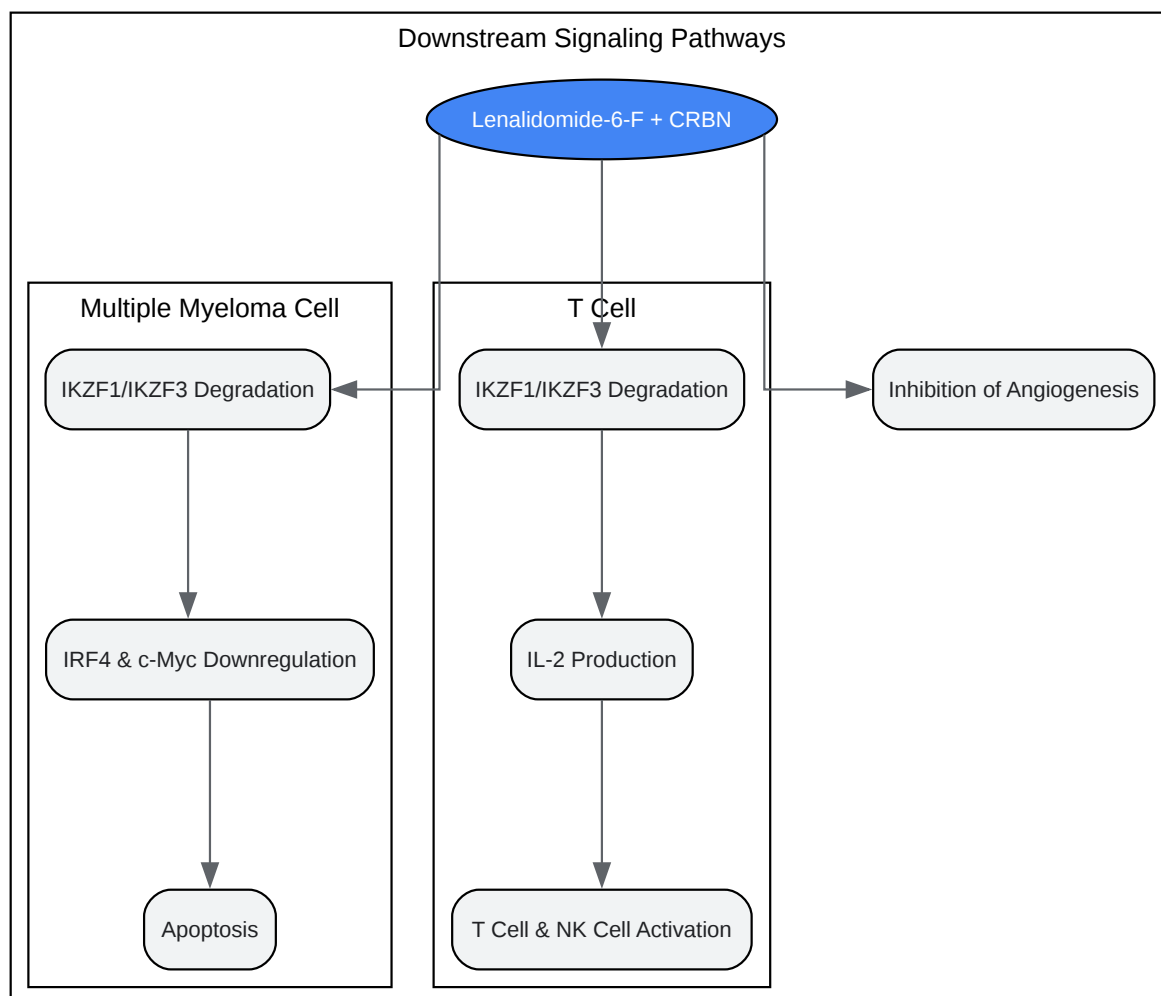 Downstream Signaling Pathways
Lenalidomide-6-F + CRBN
Multiple Myeloma Cell
T Cell
IKZF1/IKZF3 Degradation
IKZF1/IKZF3 Degradation
Inhibition of Angiogenesis
IRF4 & c-Myc Downregulation
IL-2 Production
Apoptosis
T Cell & NK Cell Activation